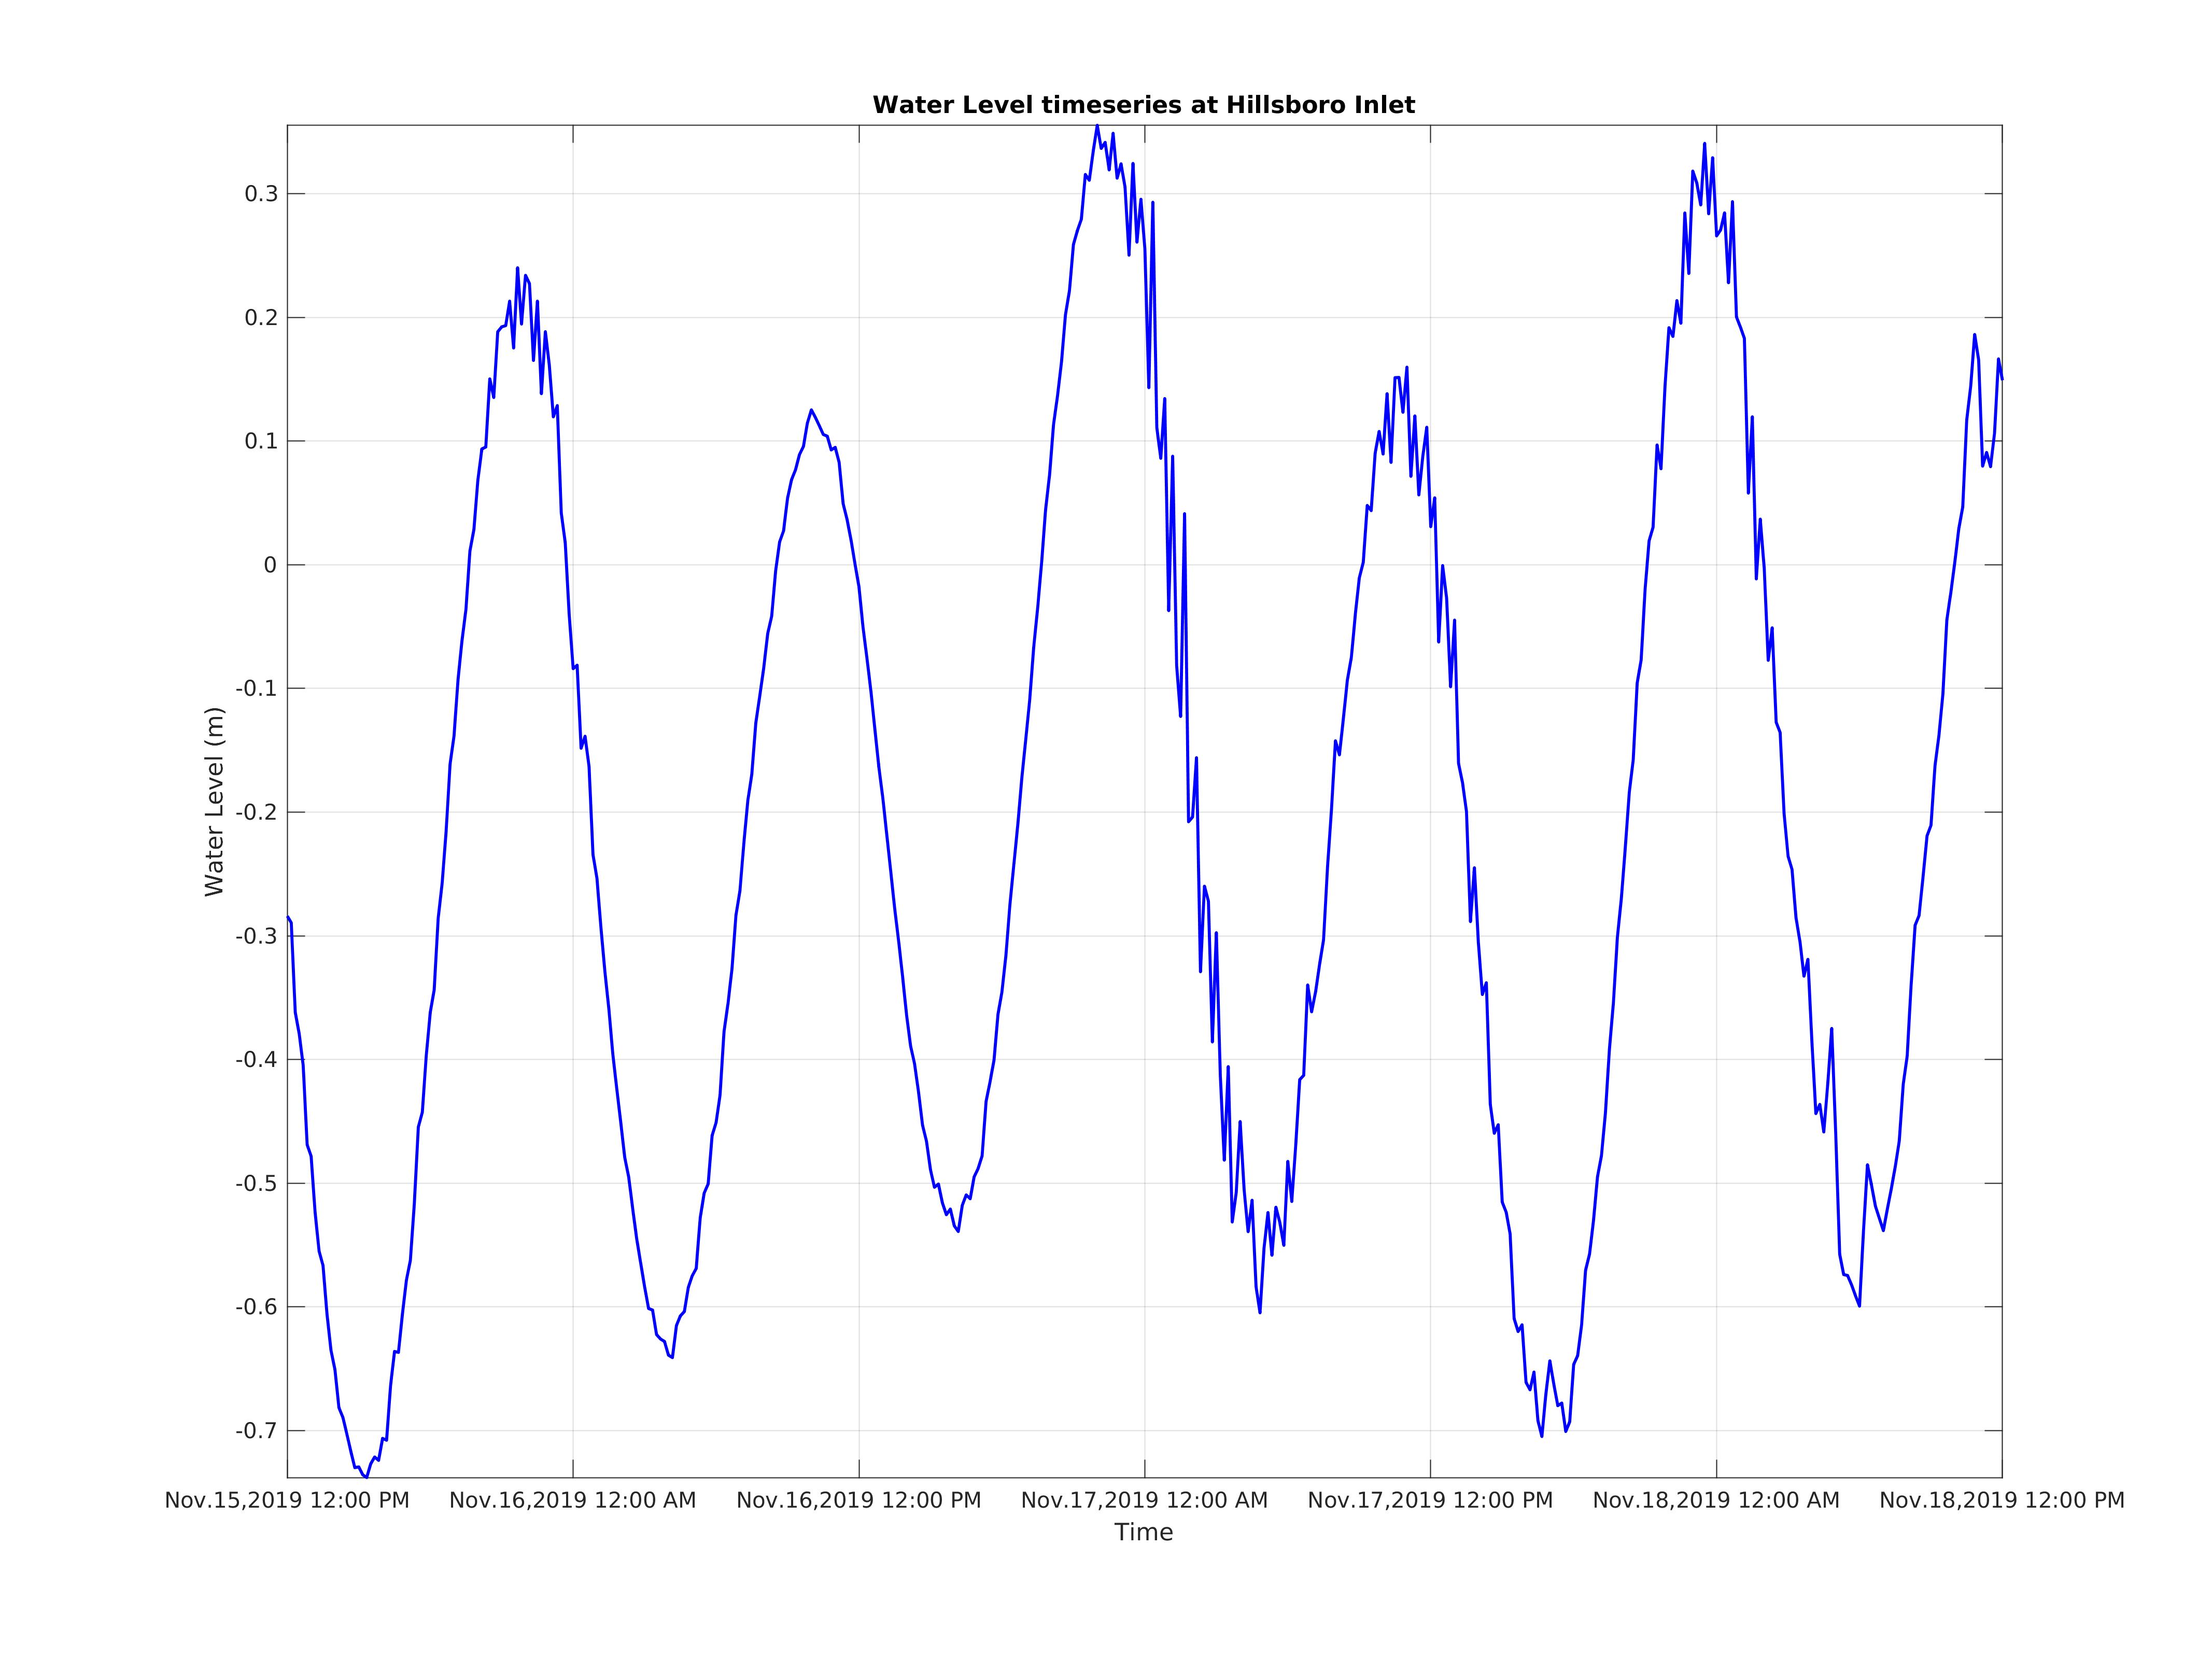 Water Level timeseries at Hillsboro Inlet
0.3
0.2
0.1
0
-0.1
-0.2
-0.3
-0.4
-0.5
-0.6
-0.7
Water Level (m)
Nov.15,2019 12:00 PM Nov.16,2019 12:00 AM Nov.16,2019 12:00 PM Nov.17,2019 12:00 AM Nov.17,2019 12:00 PM Nov.18,2019 12:00 AM Nov.18,2019 12:00 PM
Time